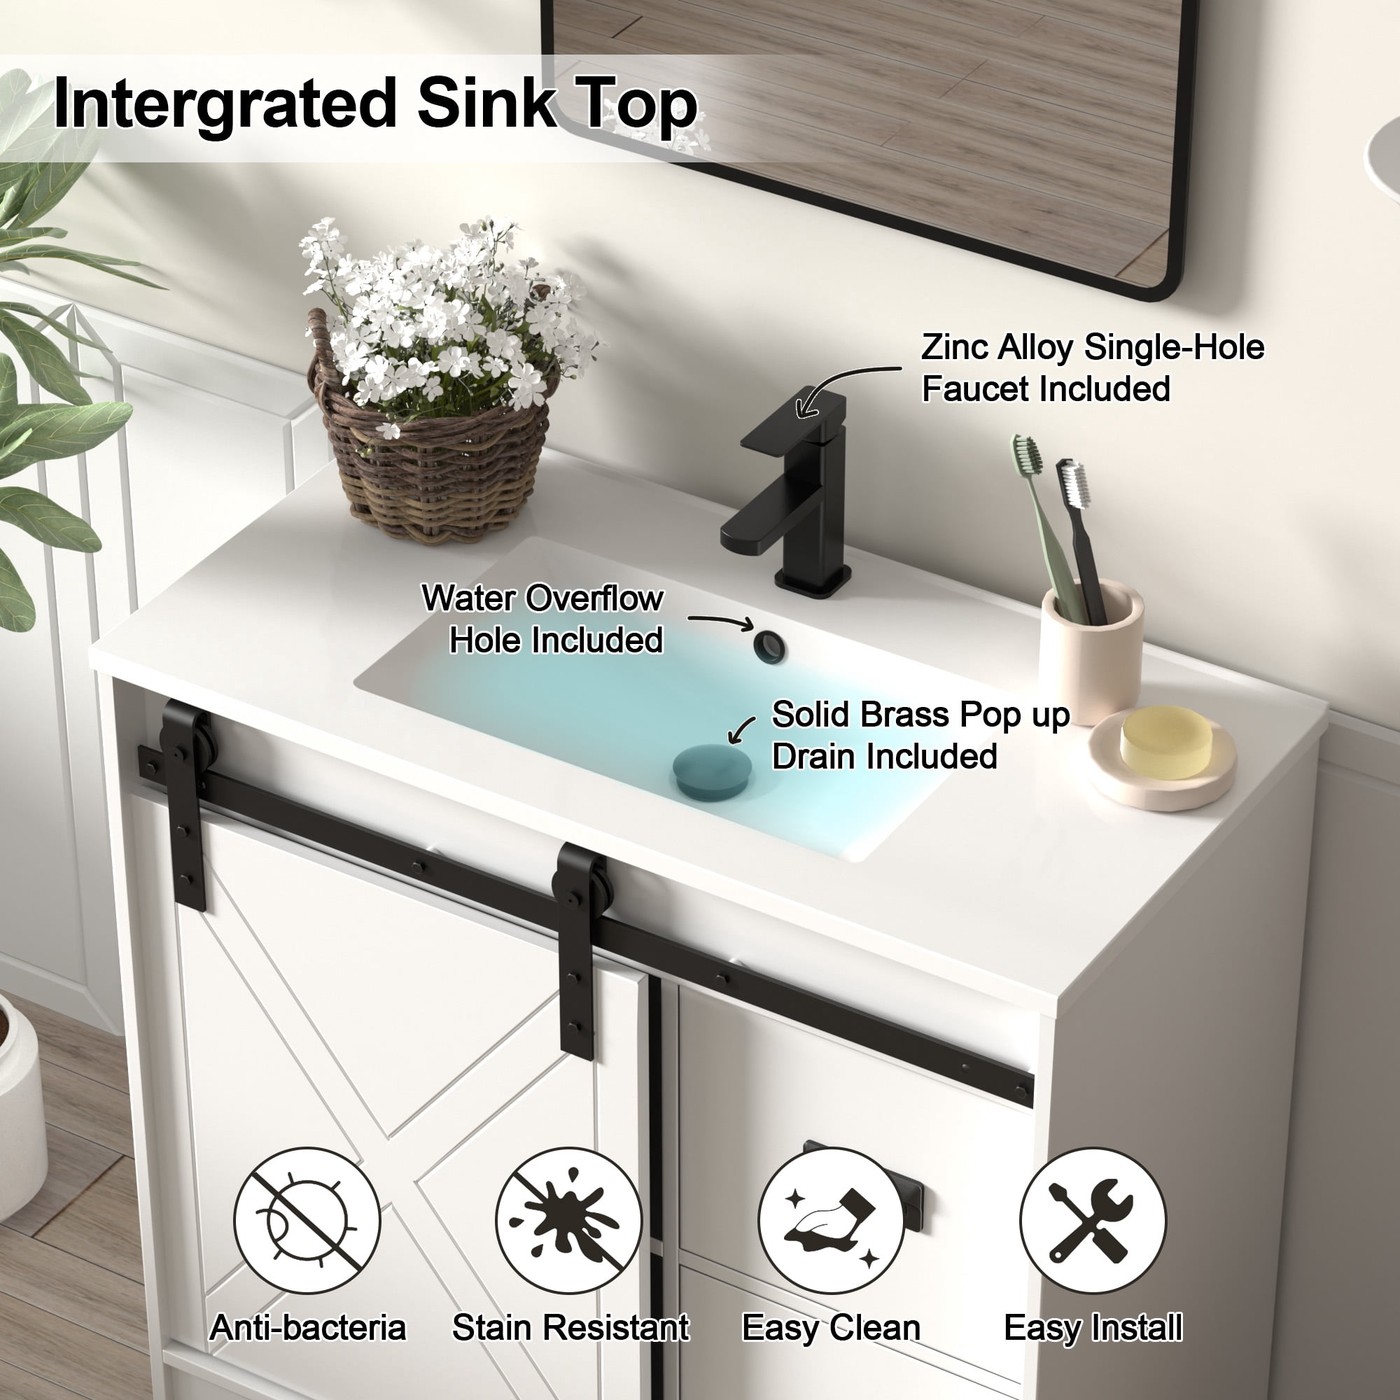 Intergrated Sink Top
Zinc Alloy Single-Hole
Faucet Included
Water Overflow
Hole Included
Solid Brass Pop up
Drain Included
Anti-bacteria
Stain Resistant
Easy Clean
Easy Install